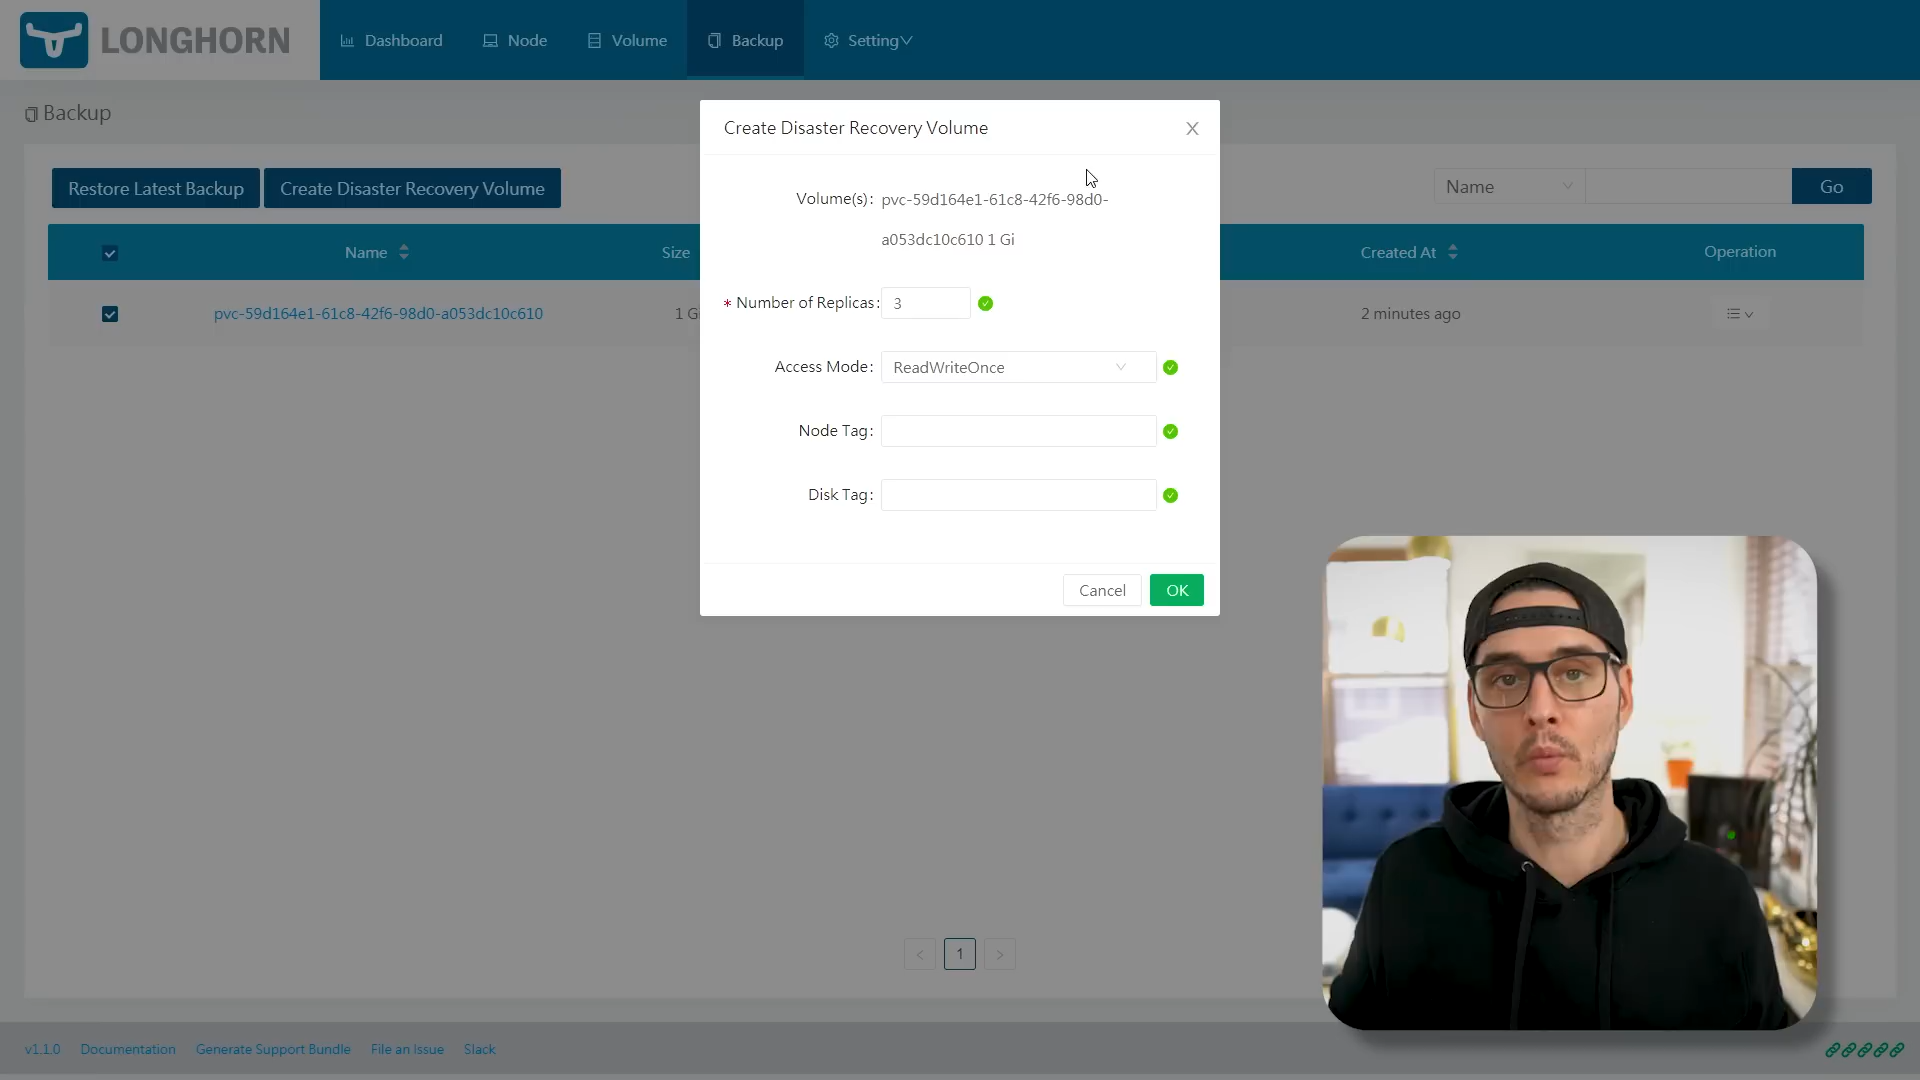 LONGHORN
Dashboard
Node
Volume
Backup
Setting
Backup
Restore Latest Backup
Create Disaster Recovery Volume
Name
Go
Name
Size
Created At
Operation
pvc-59d164e1-61c8-42f6-98d0-a053dc10c610
1 G
2 minutes ago
Create Disaster Recovery Volume
Volume(s): pvc-59d164e1-61c8-42f6-98d0-
a053dc10c610 1 Gi
* Number of Replicas: 3
Access Mode: ReadWriteOnce
Node Tag:
Disk Tag:
Cancel
OK
< 1 >
v1.1.0
Documentation
Generate Support Bundle
File an Issue
Slack